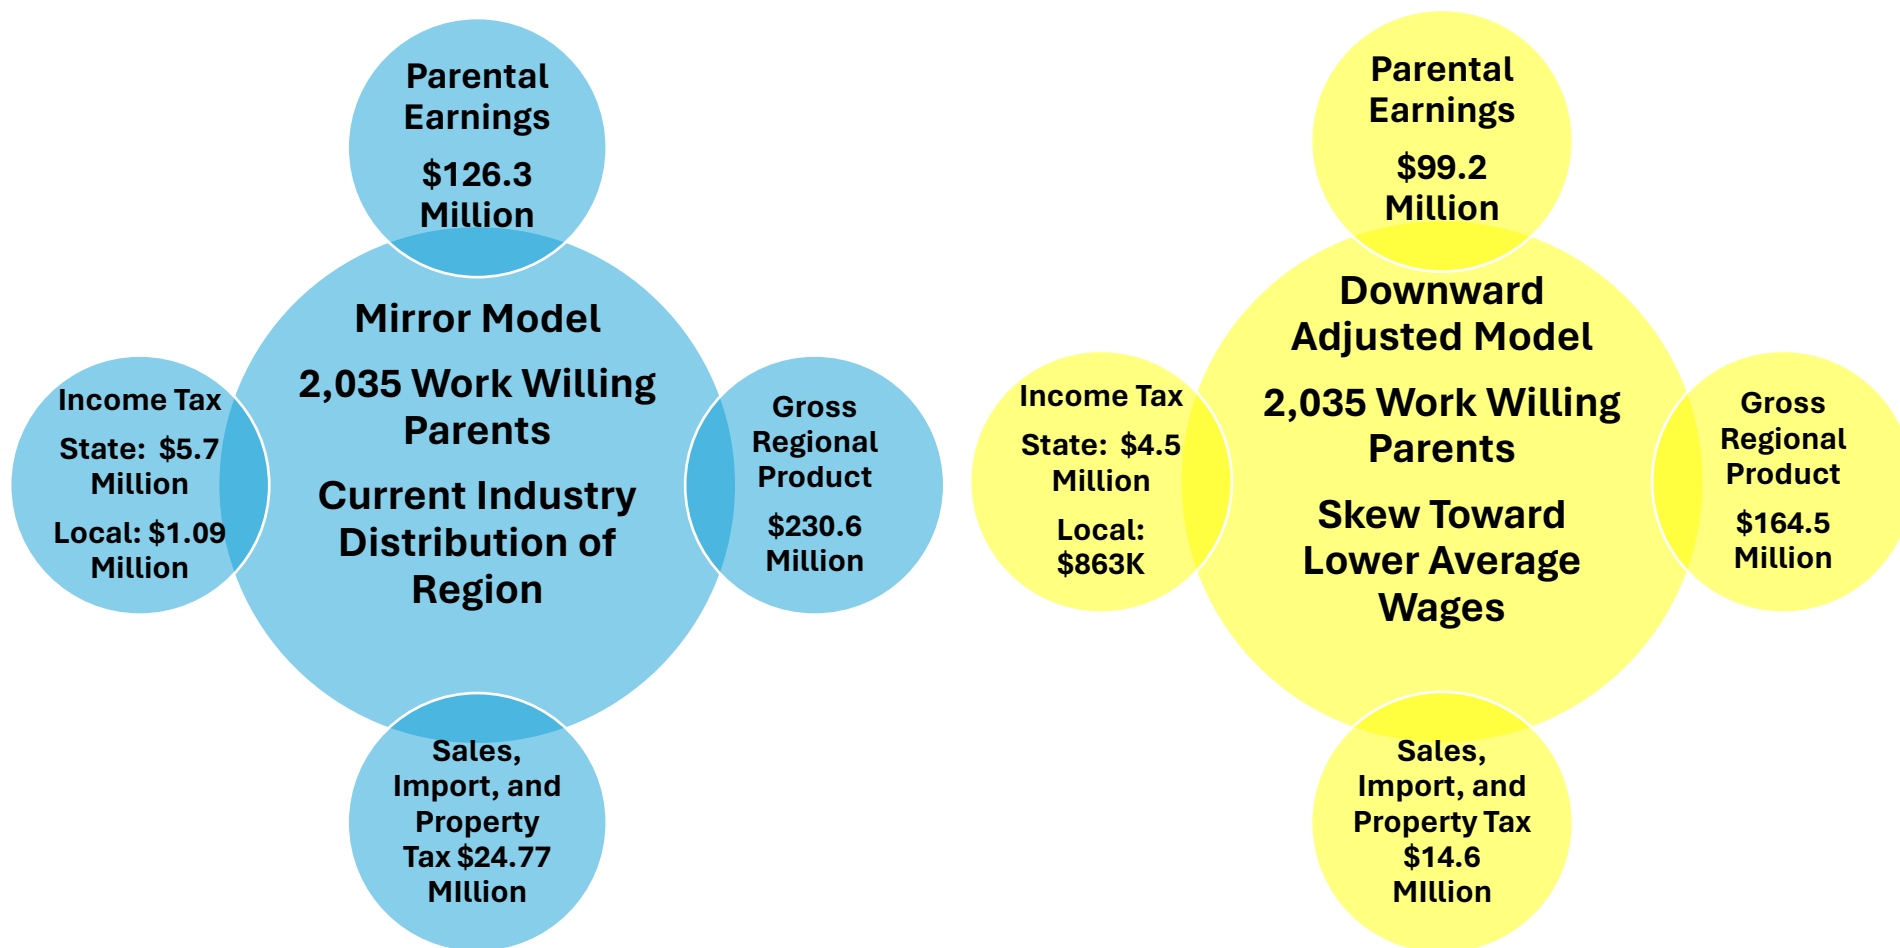 Parental
Earnings
$126.3
Million
Mirror Model
2,035 Work Willing
Parents
Current Industry
Distribution of
Region
Income Tax
State:  $5.7
Million
Local: $1.09
Million
Gross
Regional
Product
$230.6
Million
Sales,
Import, and
Property
Tax $24.77
MIllion
Parental
Earnings
$99.2
Million
Downward
Adjusted Model
2,035 Work Willing
Parents
Skew Toward
Lower Average
Wages
Income Tax
State:  $4.5
Million
Local:
$863K
Gross
Regional
Product
$164.5
Million
Sales,
Import, and
Property Tax
$14.6
MIllion